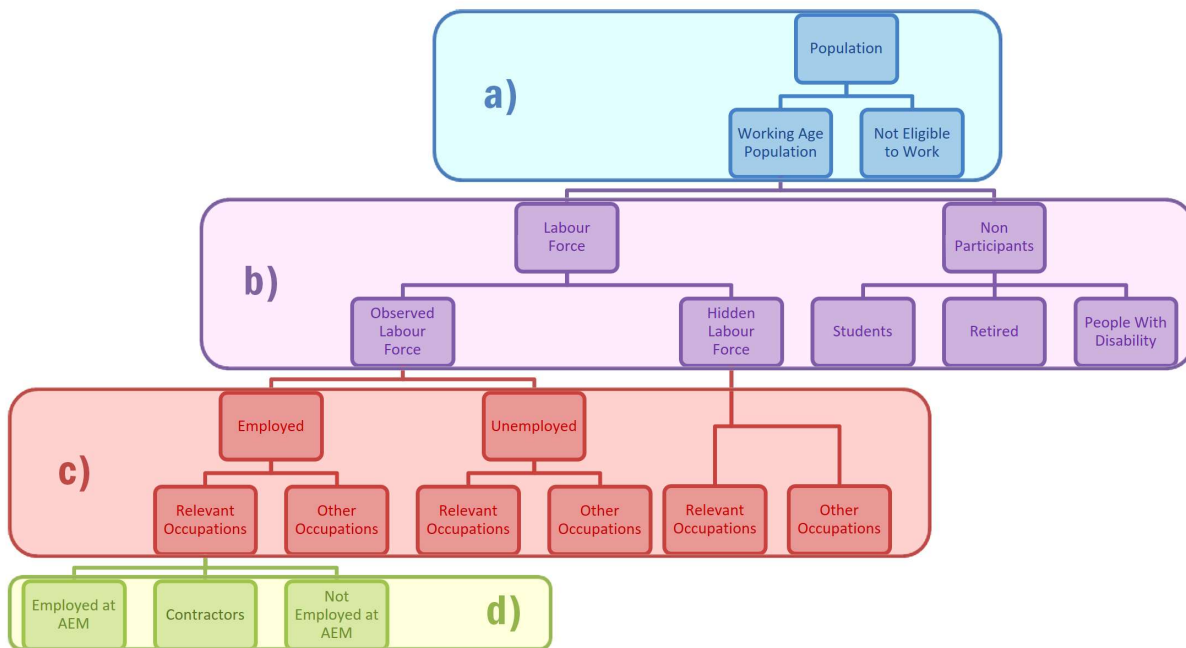 a)
Population
Working Age
Population
Not Eligible
to Work
b)
Labour
Force
Non
Participants
Observed
Labour
Force
Hidden
Labour
Force
Students
Retired
People With
Disability
c)
Employed
Unemployed
Relevant
Occupations
Other
Occupations
Relevant
Occupations
Other
Occupations
Relevant
Occupations
Other
Occupations
Employed at
AEM
Contractors
Not
Employed at
AEM
d)